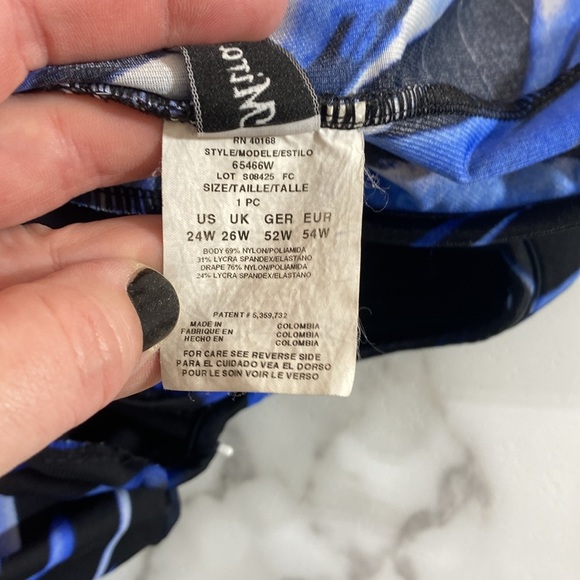 RN 40168
STYLE/MODELE/ESTILO
65466W
LOT S08425 FC
SIZE/TAILLE/TALLE
1 PC
US UK GER EUR
24W 26W 52W 54W
BODY 69% NYLON/POLIAMIDA
31% LYCRA SPANDEX/ELASTANO
DRAPE 76% NYLON/POLIAMIDA
24% LYCRA SPANDEX/ELASTANO
PATENT # 5,359,732
MADE IN COLOMBIA
FABRIQUE EN COLOMBIA
HECHO EN COLOMBIA
FOR CARE SEE REVERSE SIDE
PARA EL CUIDADO VEA EL DORSO
POUR LE SOIN VOIR LE VERSO